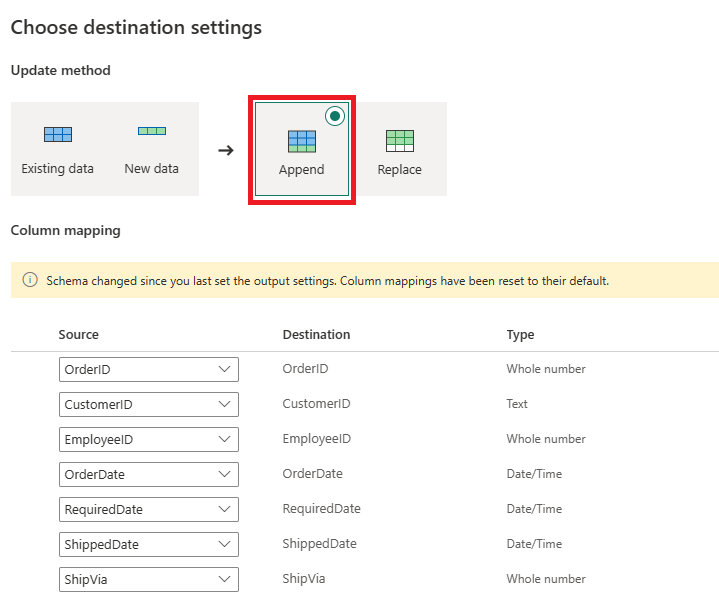 Choose destination settings
Update method
Existing data
New data
Append
Replace
Column mapping
Schema changed since you last set the output settings. Column mappings have been reset to their default.
Source Destination Type
OrderID OrderID Whole number
CustomerID CustomerID Text
EmployeeID EmployeeID Whole number
OrderDate OrderDate Date/Time
RequiredDate RequiredDate Date/Time
ShippedDate ShippedDate Date/Time
ShipVia ShipVia Whole number